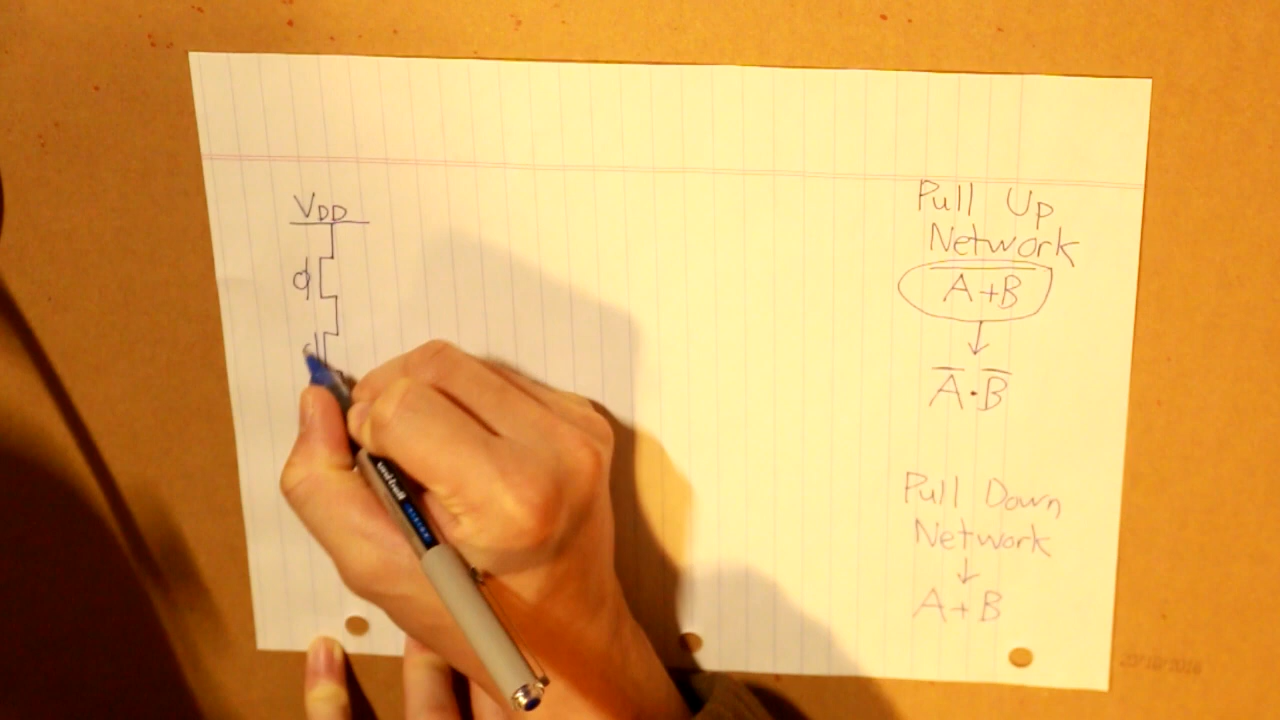 VDD
Pull Up
Network
A̅+̅B̅
A̅·B̅
Pull Down
Network
A+B
uni-ball